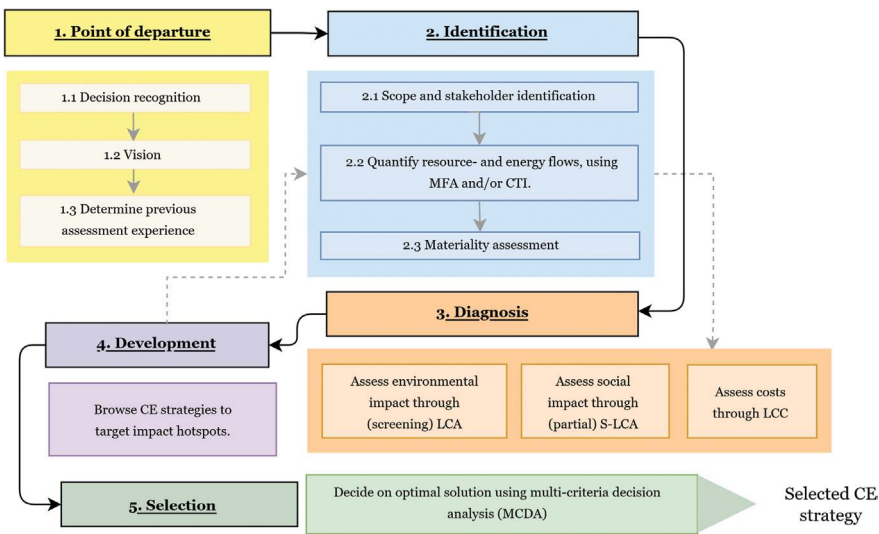 1. Point of departure
2. Identification
1.1 Decision recognition
1.2 Vision
1.3 Determine previous
assessment experience
2.1 Scope and stakeholder identification
2.2 Quantify resource- and energy flows, using
MFA and/or CTI.
2.3 Materiality assessment
3. Diagnosis
4. Development
Assess environmental
impact through
(screening) LCA
Assess social
impact through
(partial) S-LCA
Assess costs
through LCC
Browse CE strategies to
target impact hotspots.
5. Selection
Decide on optimal solution using multi-criteria decision
analysis (MCDA)
Selected CE
strategy